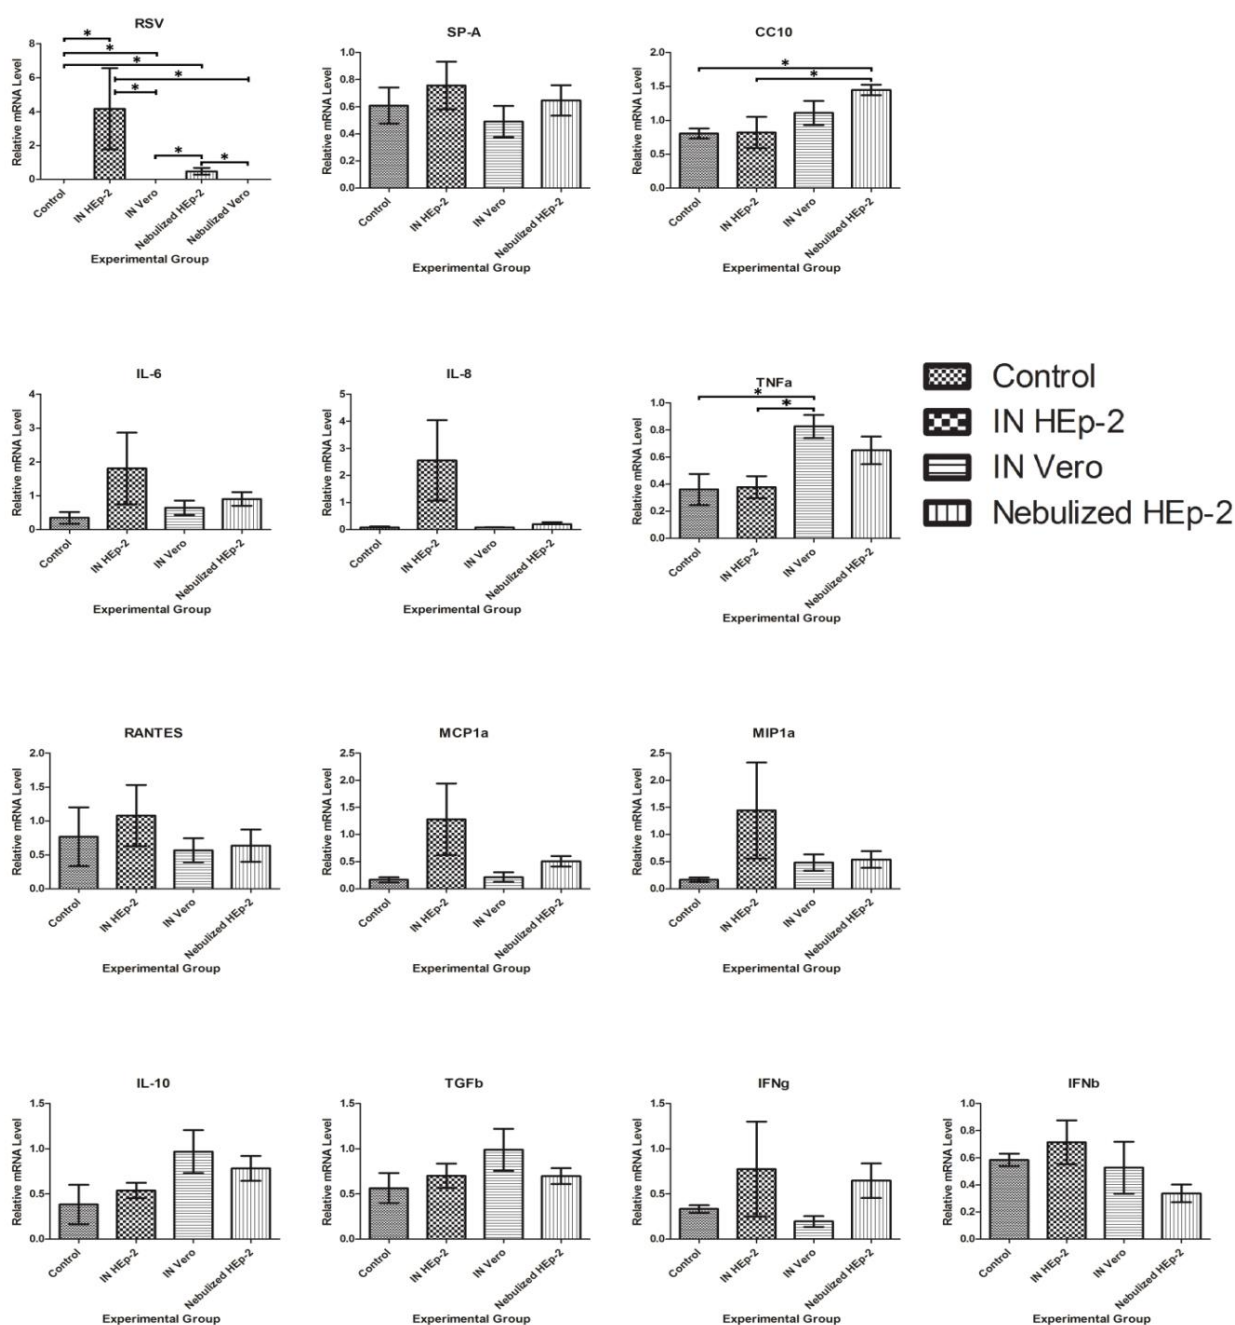 RSV
Relative mRNA Level
8
6
4
2
0
*
*
*
*
*
*
*
Control
IN HEp-2
IN Vero
Nebulized HEp-2
Nebulized Vero
Experimental Group
SP-A
Relative mRNA Level
1.0
0.8
0.6
0.4
0.2
0.0
Control
IN HEp-2
IN Vero
Nebulized HEp-2
Experimental Group
CC10
Relative mRNA Level
2.0
1.5
1.0
0.5
0.0
*
*
Control
IN HEp-2
IN Vero
Nebulized HEp-2
Experimental Group
IL-6
Relative mRNA Level
4
3
2
1
0
Control
IN HEp-2
IN Vero
Nebulized HEp-2
Experimental Group
IL-8
Relative mRNA Level
5
4
3
2
1
0
Control
IN HEp-2
IN Vero
Nebulized HEp-2
Experimental Group
TNFa
Relative mRNA Level
1.0
0.8
0.6
0.4
0.2
0.0
*
*
Control
IN HEp-2
IN Vero
Nebulized HEp-2
Experimental Group
Control
IN HEp-2
IN Vero
Nebulized HEp-2
RANTES
Relative mRNA Level
2.0
1.5
1.0
0.5
0.0
Control
IN HEp-2
IN Vero
Nebulized HEp-2
Experimental Group
MCP1a
Relative mRNA Level
2.5
2.0
1.5
1.0
0.5
0.0
Control
IN HEp-2
IN Vero
Nebulized HEp-2
Experimental Group
MIP1a
Relative mRNA Level
2.5
2.0
1.5
1.0
0.5
0.0
Control
IN HEp-2
IN Vero
Nebulized HEp-2
Experimental Group
IL-10
Relative mRNA Level
1.5
1.0
0.5
0.0
Control
IN HEp-2
IN Vero
Nebulized HEp-2
Experimental Group
TGFb
Relative mRNA Level
1.5
1.0
0.5
0.0
Control
IN HEp-2
IN Vero
Nebulized HEp-2
Experimental Group
IFNg
Relative mRNA Level
1.5
1.0
0.5
0.0
Control
IN HEp-2
IN Vero
Nebulized HEp-2
Experimental Group
IFNb
Relative mRNA Level
1.0
0.8
0.6
0.4
0.2
0.0
Control
IN HEp-2
IN Vero
Nebulized HEp-2
Experimental Group